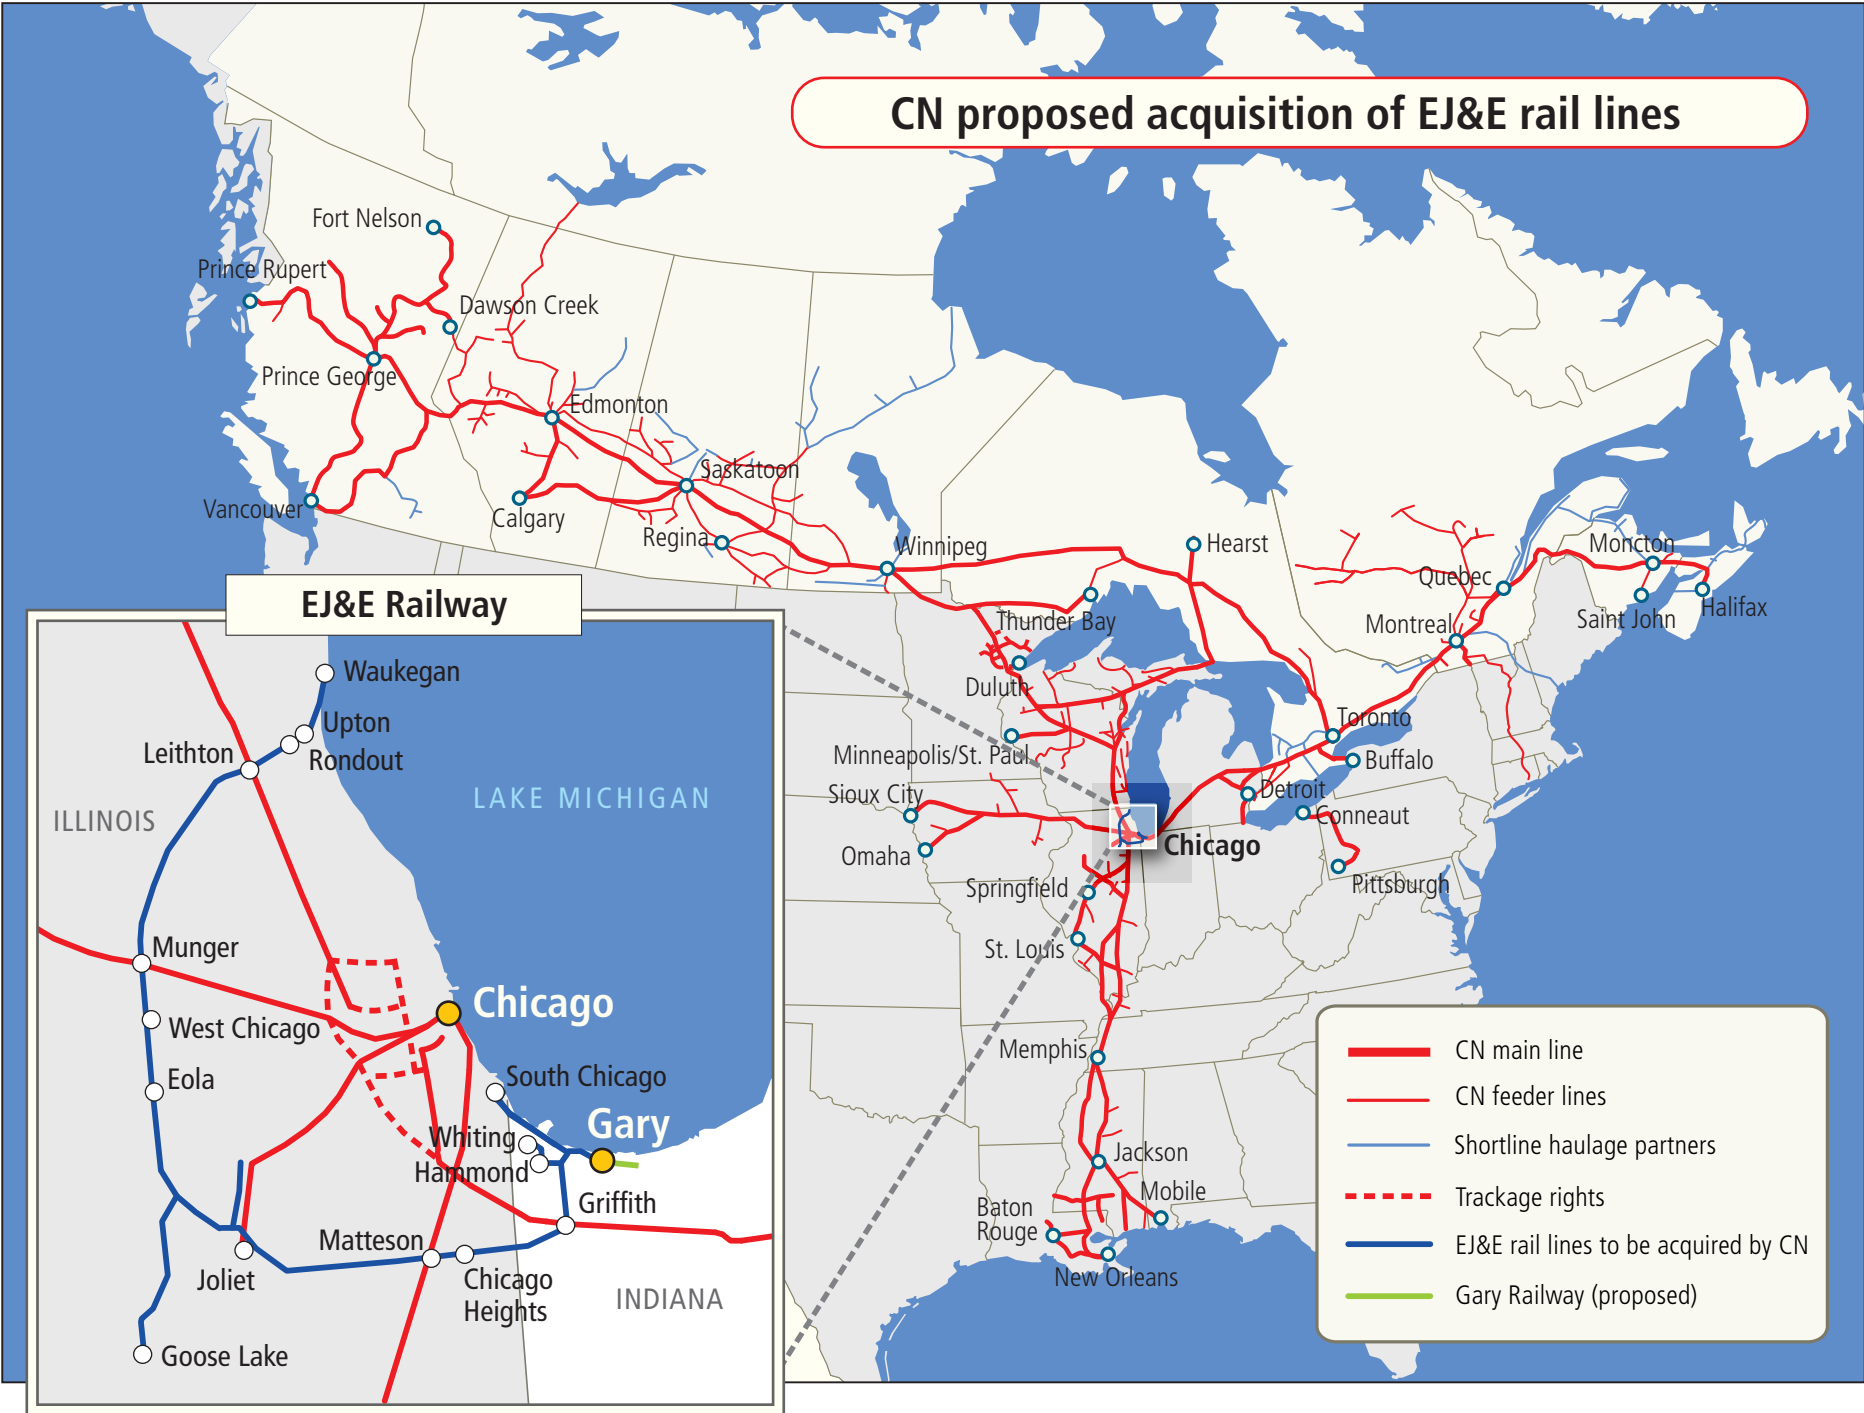 CN proposed acquisition of EJ&E rail lines
Fort Nelson
Prince Rupert
Dawson Creek
Prince George
Edmonton
Saskatoon
Vancouver
Calgary
Regina
Winnipeg
Hearst
Thunder Bay
Duluth
Minneapolis/St. Paul
Sioux City
Omaha
Quebec
Montreal
Moncton
Saint John
Halifax
Toronto
Buffalo
Detroit
Conneaut
Pittsburgh
Chicago
Springfield
St. Louis
Memphis
Jackson
Mobile
Baton
Rouge
New Orleans
EJ&E Railway
Waukegan
Upton
Rondout
Leithton
LAKE MICHIGAN
ILLINOIS
Munger
Chicago
West Chicago
Eola
South Chicago
Gary
Whiting
Hammond
Griffith
Matteson
Joliet
Chicago
Heights
INDIANA
Goose Lake
CN main line
CN feeder lines
Shortline haulage partners
Trackage rights
EJ&E rail lines to be acquired by CN
Gary Railway (proposed)